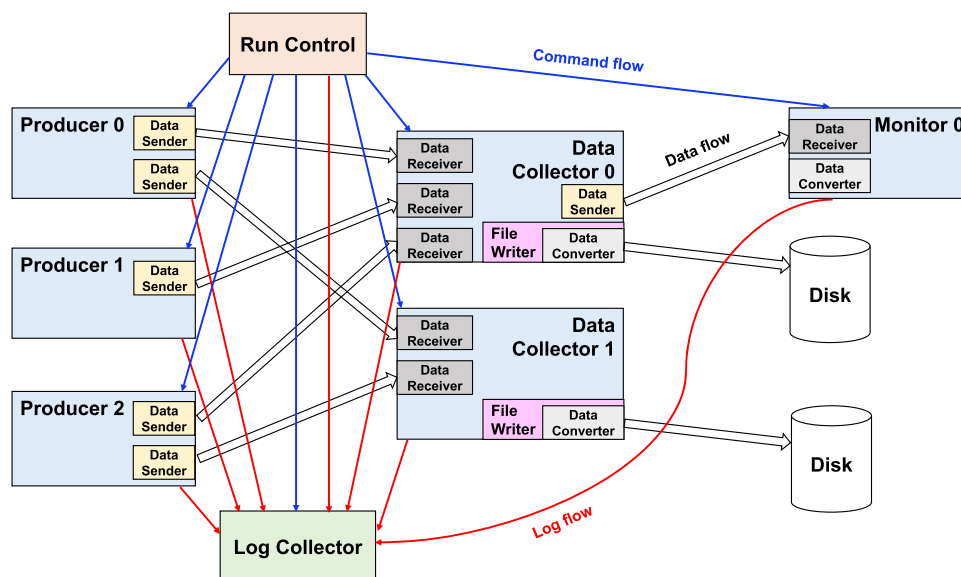 Run Control
Command flow
Producer 0
Data
Sender
Data
Sender
Data
Receiver
Data
Receiver
Data
Receiver
Data
Collector 0
Data
Sender
File
Writer
Data
Converter
Data flow
Monitor 0
Data
Receiver
Data
Converter
Producer 1
Data
Sender
Disk
Data
Receiver
Data
Receiver
Data
Collector 1
File
Writer
Data
Converter
Producer 2
Data
Sender
Data
Sender
Disk
Log flow
Log Collector